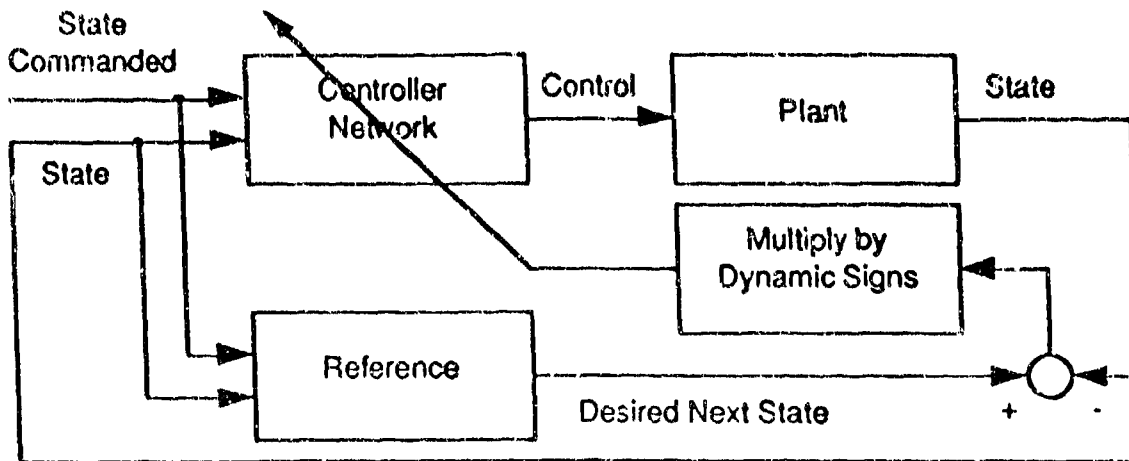 State
Commanded
Controller
Network
Control
Plant
State
State
Multiply by
Dynamic Signs
Reference
Desired Next State
+
-